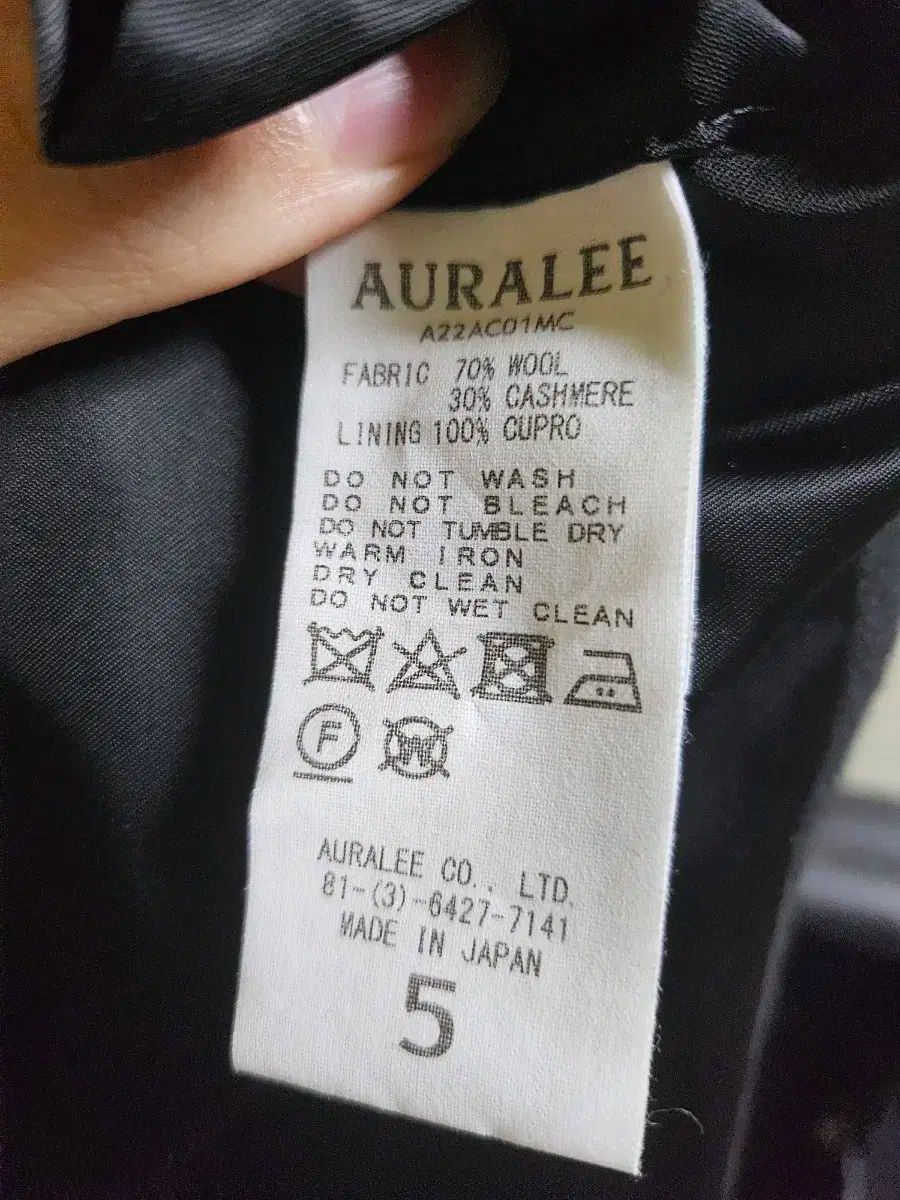 AURALEE
A22AC01MC
FABRIC 70% WOOL
30% CASHMERE
LINING 100% CUPRO
DO NOT WASH
DO NOT BLEACH
DO NOT TUMBLE DRY
WARM IRON
DRY CLEAN
DO NOT WET CLEAN
F W
AURALEE CO., LTD.
81-(3)-6427-7141
MADE IN JAPAN
5